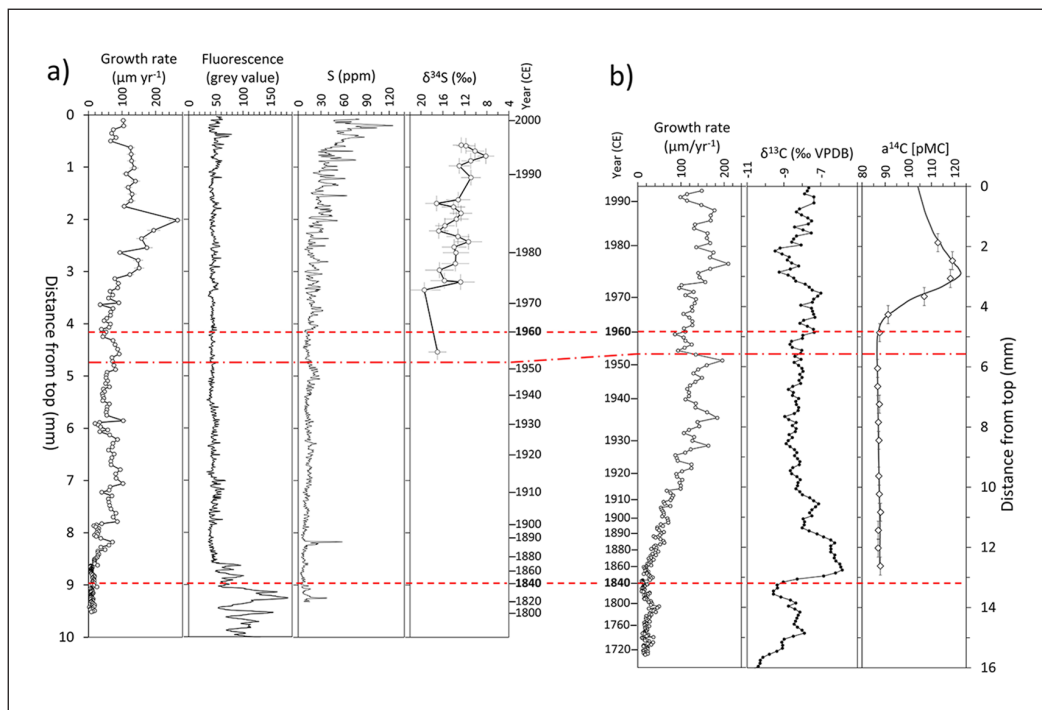 a)
Growth rate
(µm yr⁻¹)
0 100 200
Fluorescence
(grey value)
0 50 100 150
S (ppm)
0 30 60 90 120
δ³⁴S (‰)
20 16 12 8 4
Year (CE)
Distance from top (mm)
0
1
2
3
4
5
6
7
8
9
10
2000
1990
1980
1970
1960
1950
1940
1930
1920
1910
1900
1890
1880
1860
1840
1820
1800
b)
Year (CE)
Growth rate
(µm/yr⁻¹)
0 100 200
δ¹³C (‰ VPDB)
-11 -9 -7
a¹⁴C [pMC]
80 90 100 110 120
1990
1980
1970
1960
1950
1940
1930
1920
1910
1900
1890
1880
1860
1840
1800
1760
1720
0
2
4
6
8
10
12
14
16
Distance from top (mm)